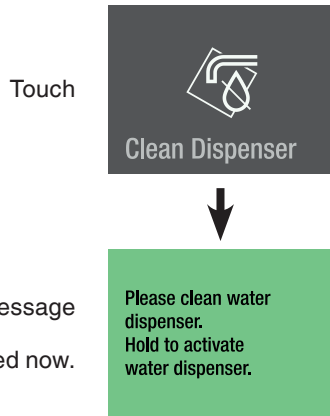 Touch
Clean Dispenser
essage
ed now.
Please clean water
dispenser.
Hold to activate
water dispenser.